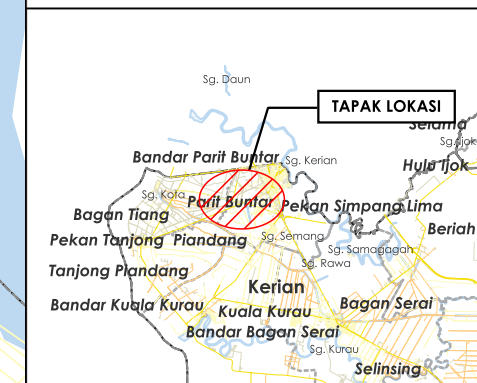 Sg. Daun
TAPAK LOKASI
Selama
Sg. Ijok
Bandar Parit Buntar
Sg. Kerian
Hulu Ijok
Sg. Kota
Parit Buntar
Pekan Simpang Lima
Bagan Tiang
Beriah
Pekan Tanjong Piandang
Sg. Semang
Sg. Samagagah
Sg. Rawa
Tanjong Piandang
Kerian
Bandar Kuala Kurau
Kuala Kurau
Bagan Serai
Bandar Bagan Serai
Sg. Kurau
Selinsing